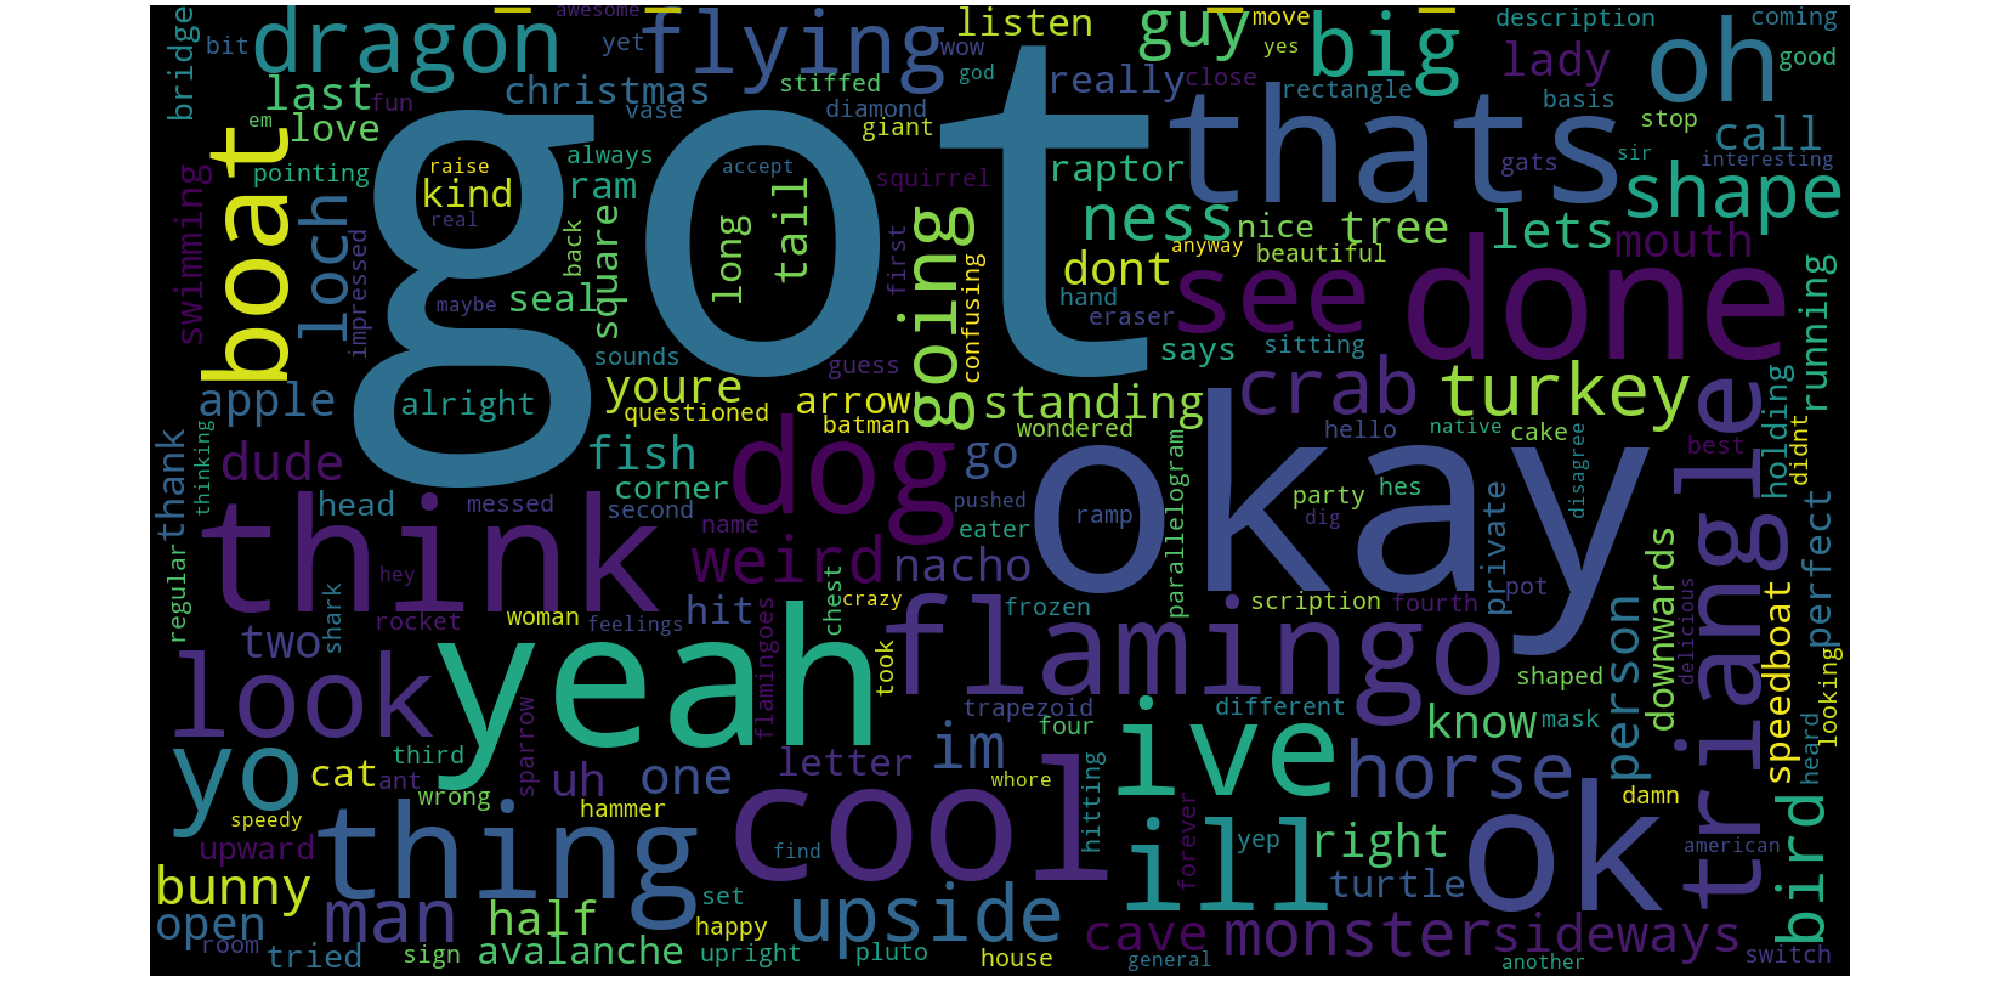 awesome
dragon
flying
listen
guy
move
big
description
coming
bridge
bit
yet
wow
yes
lady
oh
good
god
last
fun
christmas
stiffed
really
close
rectangle
basis
vase
diamond
giant
stop
call
boat
em
love
got
thats
sir
interesting
pointing
always
accept
raptor
gats
raise
kind
ram
squirrel
shape
swimming
loch
real
back
square
long
tail
going
first
ness
nice
tree
lets
mouth
impressed
anyway
beautiful
dont
see
done
running
confusing
maybe
seal
hand
eraser
sounds
guess
says
sitting
apple
alright
youre
questioned
arrow
batman
standing
crab
turkey
triangle
holding
didnt
wondered
hello
native
cake
disagree
best
thank
thinking
dude
fish
dog
go
okay
corner
head
messed
second
pushed
ramp
party
hes
private
perfect
think
name
eater
parallelogram
dig
downwards
regular
hey
weird
nacho
shark
rocket
woman
feelings
hit
chest
crazy
frozen
scription
fourth
pot
person
delicious
speedboat
two
look
yeah
flamingoes
took
flamingo
shaped
looking
trapezoid
four
different
know
mask
heard
yo
cat
third
ant
sparrow
uh
one
letter
im
whore
hitting
ive
horse
wrong
hammer
damn
bird
speedy
upward
thing
cool
find
forever
ill
yep
right
ok
american
bunny
set
turtle
open
man
half
happy
upside
cave
monster
sideways
room
tried
sign
avalanche
upright
pluto
house
general
another
switch